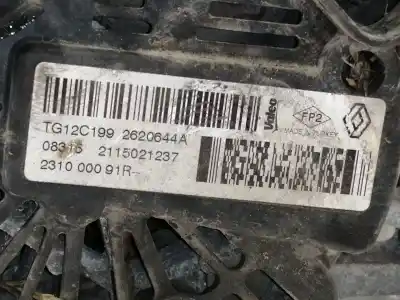 Valeo
FP2
MADE IN TURKEY
TG12C199 2620644A
08315 2115021237
2310 000 91R--